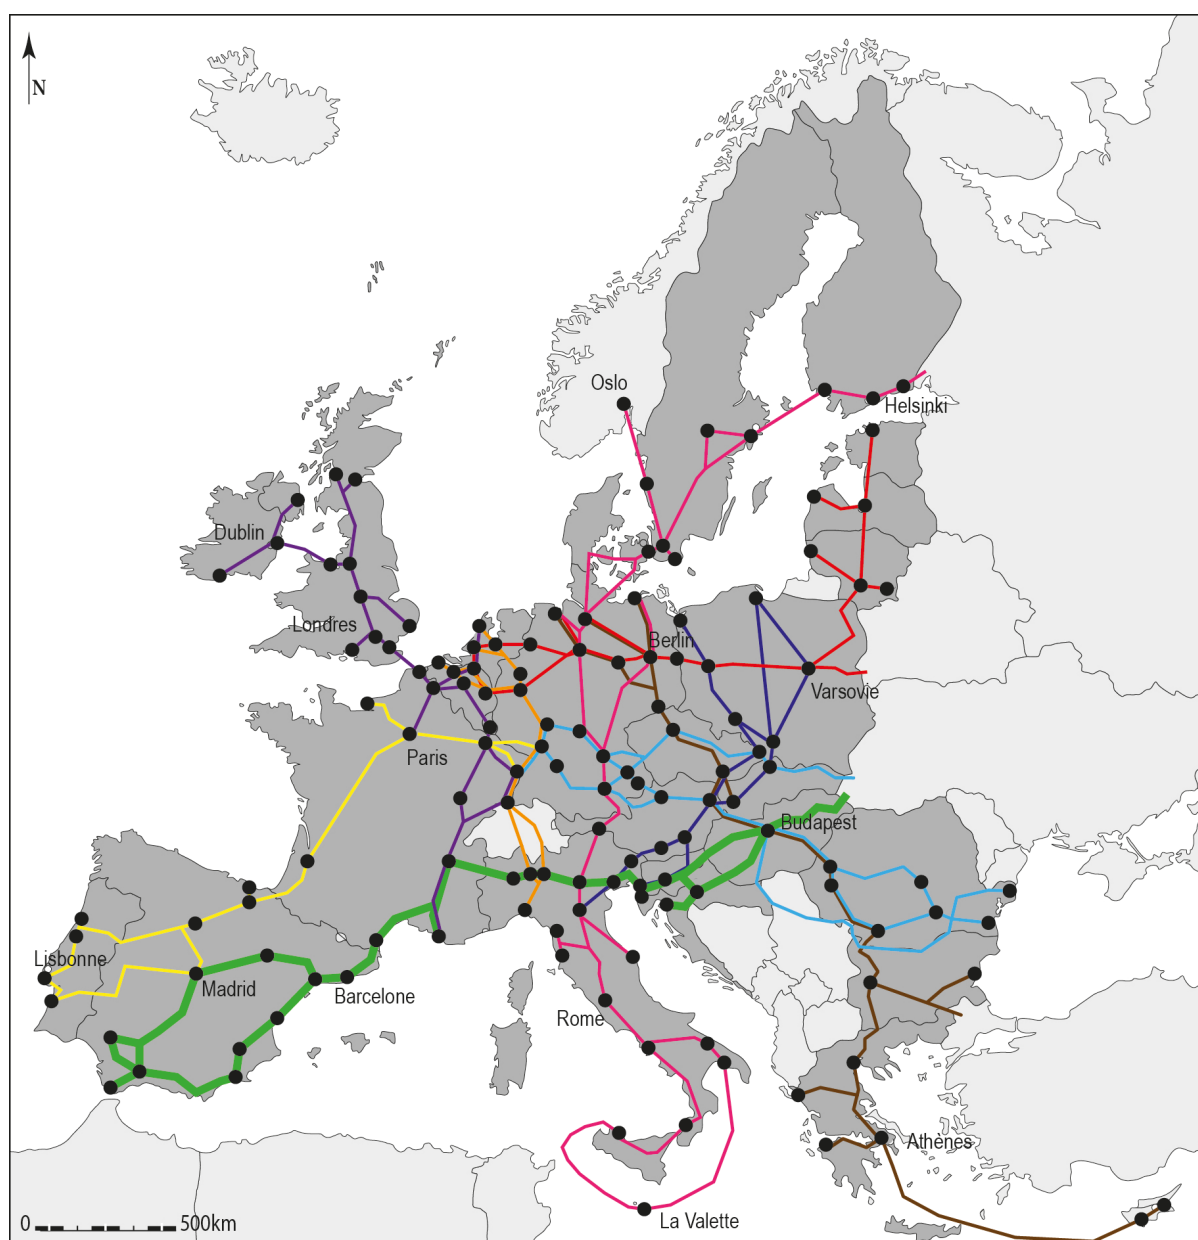 N
Oslo
Helsinki
Dublin
Londres
Berlin
Varsovie
Paris
Budapest
Lisbonne
Madrid
Barcelone
Rome
Athènes
La Valette
0 500km